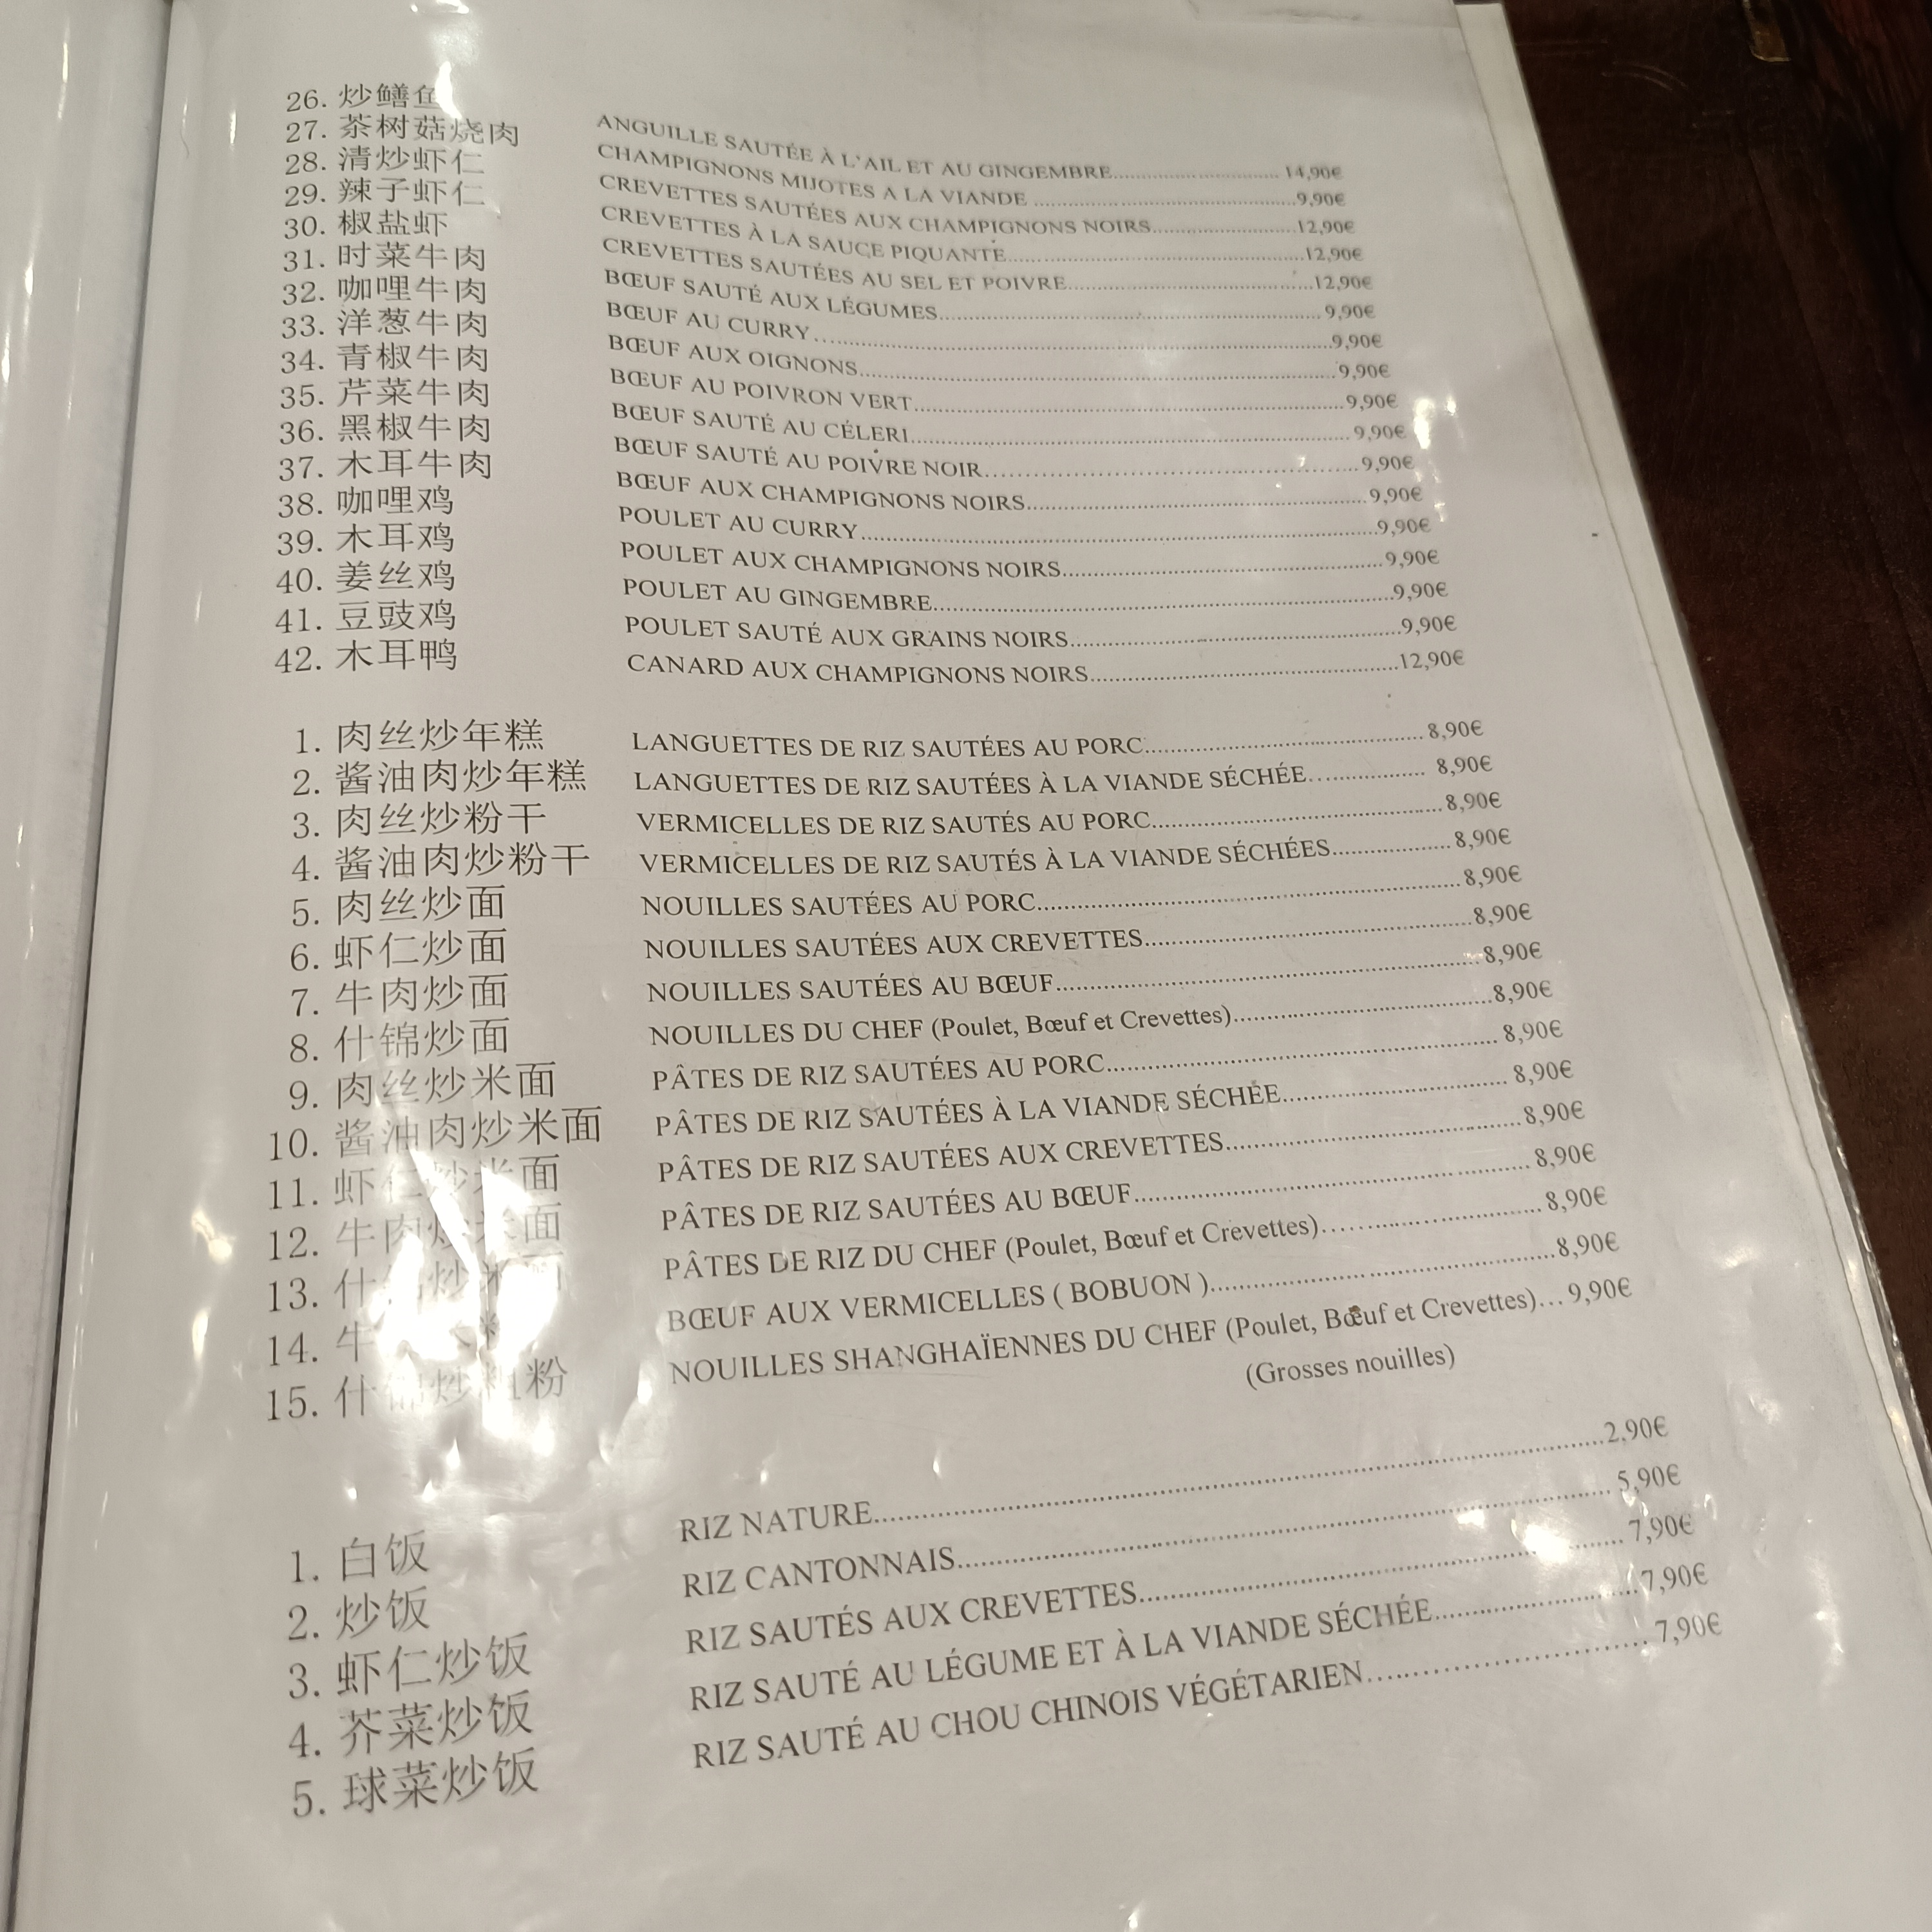 26. 炒鳝鱼 ANGUILLE SAUTÉE À L'AIL ET AU GINGEMBRE 14,90€
27. 茶树菇烧肉 CHAMPIGNONS MIJOTES A LA VIANDE 9,90€
28. 清炒虾仁 CREVETTES SAUTÉES AUX CHAMPIGNONS NOIRS 12,90€
29. 辣子虾仁 CREVETTES À LA SAUCE PIQUANTE 12,90€
30. 椒盐虾 CREVETTES SAUTÉES AU SEL ET POIVRE 12,90€
31. 时菜牛肉 BŒUF SAUTÉ AUX LÉGUMES 9,90€
32. 咖哩牛肉 BŒUF AU CURRY 9,90€
33. 洋葱牛肉 BŒUF AUX OIGNONS 9,90€
34. 青椒牛肉 BŒUF AU POIVRON VERT 9,90€
35. 芹菜牛肉 BŒUF SAUTÉ AU CÉLERI 9,90€
36. 黑椒牛肉 BŒUF SAUTÉ AU POIVRE NOIR 9,90€
37. 木耳牛肉 BŒUF AUX CHAMPIGNONS NOIRS 9,90€
38. 咖哩鸡 POULET AU CURRY 9,90€
39. 木耳鸡 POULET AUX CHAMPIGNONS NOIRS 9,90€
40. 姜丝鸡 POULET AU GINGEMBRE 9,90€
41. 豆豉鸡 POULET SAUTÉ AUX GRAINS NOIRS 9,90€
42. 木耳鸭 CANARD AUX CHAMPIGNONS NOIRS 12,90€
1. 肉丝炒年糕 LANGUETTES DE RIZ SAUTÉES AU PORC 8,90€
2. 酱油肉炒年糕 LANGUETTES DE RIZ SAUTÉES À LA VIANDE SÉCHÉE 8,90€
3. 肉丝炒粉干 VERMICELLES DE RIZ SAUTÉS AU PORC 8,90€
4. 酱油肉炒粉干 VERMICELLES DE RIZ SAUTÉS À LA VIANDE SÉCHÉES 8,90€
5. 肉丝炒面 NOUILLES SAUTÉES AU PORC 8,90€
6. 虾仁炒面 NOUILLES SAUTÉES AUX CREVETTES 8,90€
7. 牛肉炒面 NOUILLES SAUTÉES AU BŒUF 8,90€
8. 什锦炒面 NOUILLES DU CHEF (Poulet, Bœuf et Crevettes) 8,90€
9. 肉丝炒米面 PÂTES DE RIZ SAUTÉES AU PORC 8,90€
10. 酱油肉炒米面 PÂTES DE RIZ SAUTÉES À LA VIANDE SÉCHÉE 8,90€
11. 虾仁炒米面 PÂTES DE RIZ SAUTÉES AUX CREVETTES 8,90€
12. 牛肉炒米面 PÂTES DE RIZ SAUTÉES AU BŒUF 8,90€
13. 什锦炒米面 PÂTES DE RIZ DU CHEF (Poulet, Bœuf et Crevettes) 8,90€
14. 牛 BŒUF AUX VERMICELLES ( BOBUON ) 8,90€
15. 什锦炒粗粉 NOUILLES SHANGHAÏENNES DU CHEF (Poulet, Bœuf et Crevettes) 9,90€
(Grosses nouilles)
1. 白饭 RIZ NATURE 2,90€
2. 炒饭 RIZ CANTONNAIS 5,90€
3. 虾仁炒饭 RIZ SAUTÉS AUX CREVETTES 7,90€
4. 芥菜炒饭 RIZ SAUTÉ AU LÉGUME ET À LA VIANDE SÉCHÉE 7,90€
5. 球菜炒饭 RIZ SAUTÉ AU CHOU CHINOIS VÉGÉTARIEN 7,90€